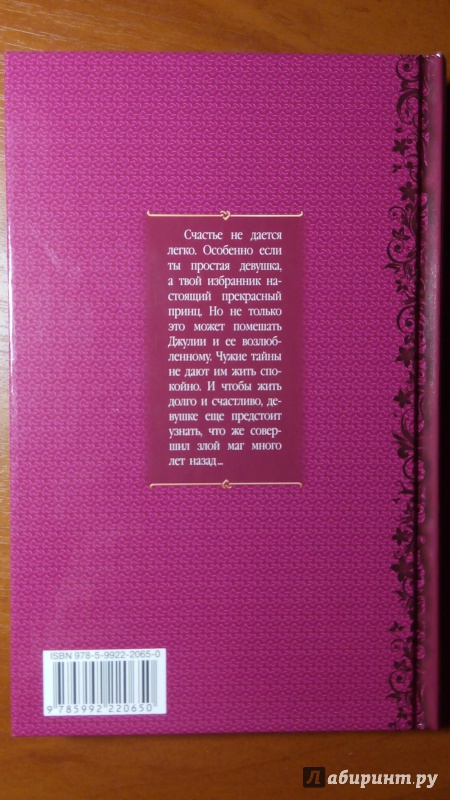 Счастье не дается
легко. Особенно если
ты простая девушка,
а твой избранник на-
стоящий прекрасный
принц. Но не только
это может помешать
Джулии и ее возлюб-
ленному. Чужие тайны
не дают им жить спо-
койно. И чтобы жить
долго и счастливо, де-
вушке еще предстоит
узнать, что же совер-
шил злой маг много
лет назад...
ISBN 978-5-9922-2065-0
9 785992 220650
Лабиринт.ру